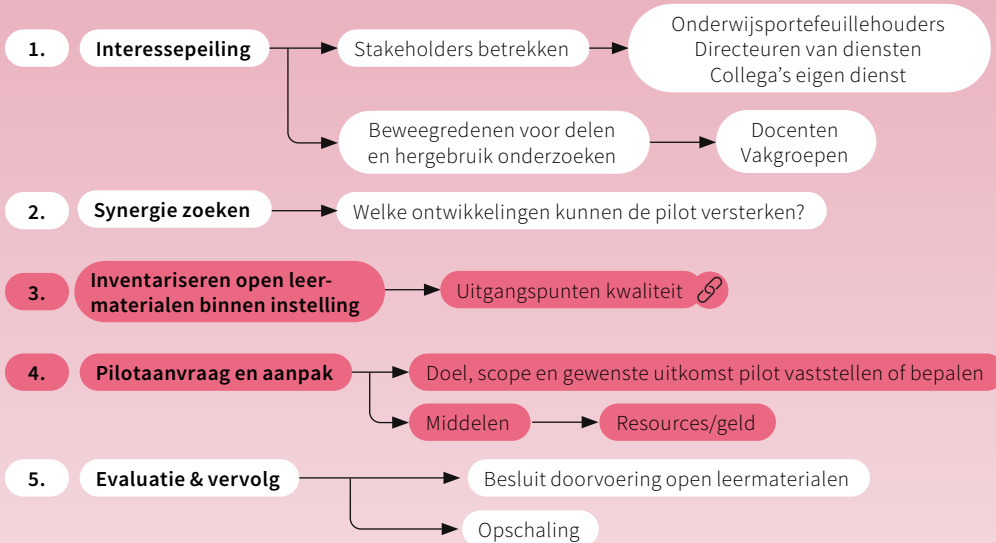 1. Interessepeiling
Stakeholders betrekken
Onderwijsportefeuillehouders
Directeuren van diensten
Collega's eigen dienst
Beweegredenen voor delen
en hergebruik onderzoeken
Docenten
Vakgroepen
2. Synergie zoeken
Welke ontwikkelingen kunnen de pilot versterken?
3. Inventariseren open leer-
materialen binnen instelling
Uitgangspunten kwaliteit
4. Pilotaanvraag en aanpak
Doel, scope en gewenste uitkomst pilot vaststellen of bepalen
Middelen
Resources/geld
5. Evaluatie & vervolg
Besluit doorvoering open leermaterialen
Opschaling